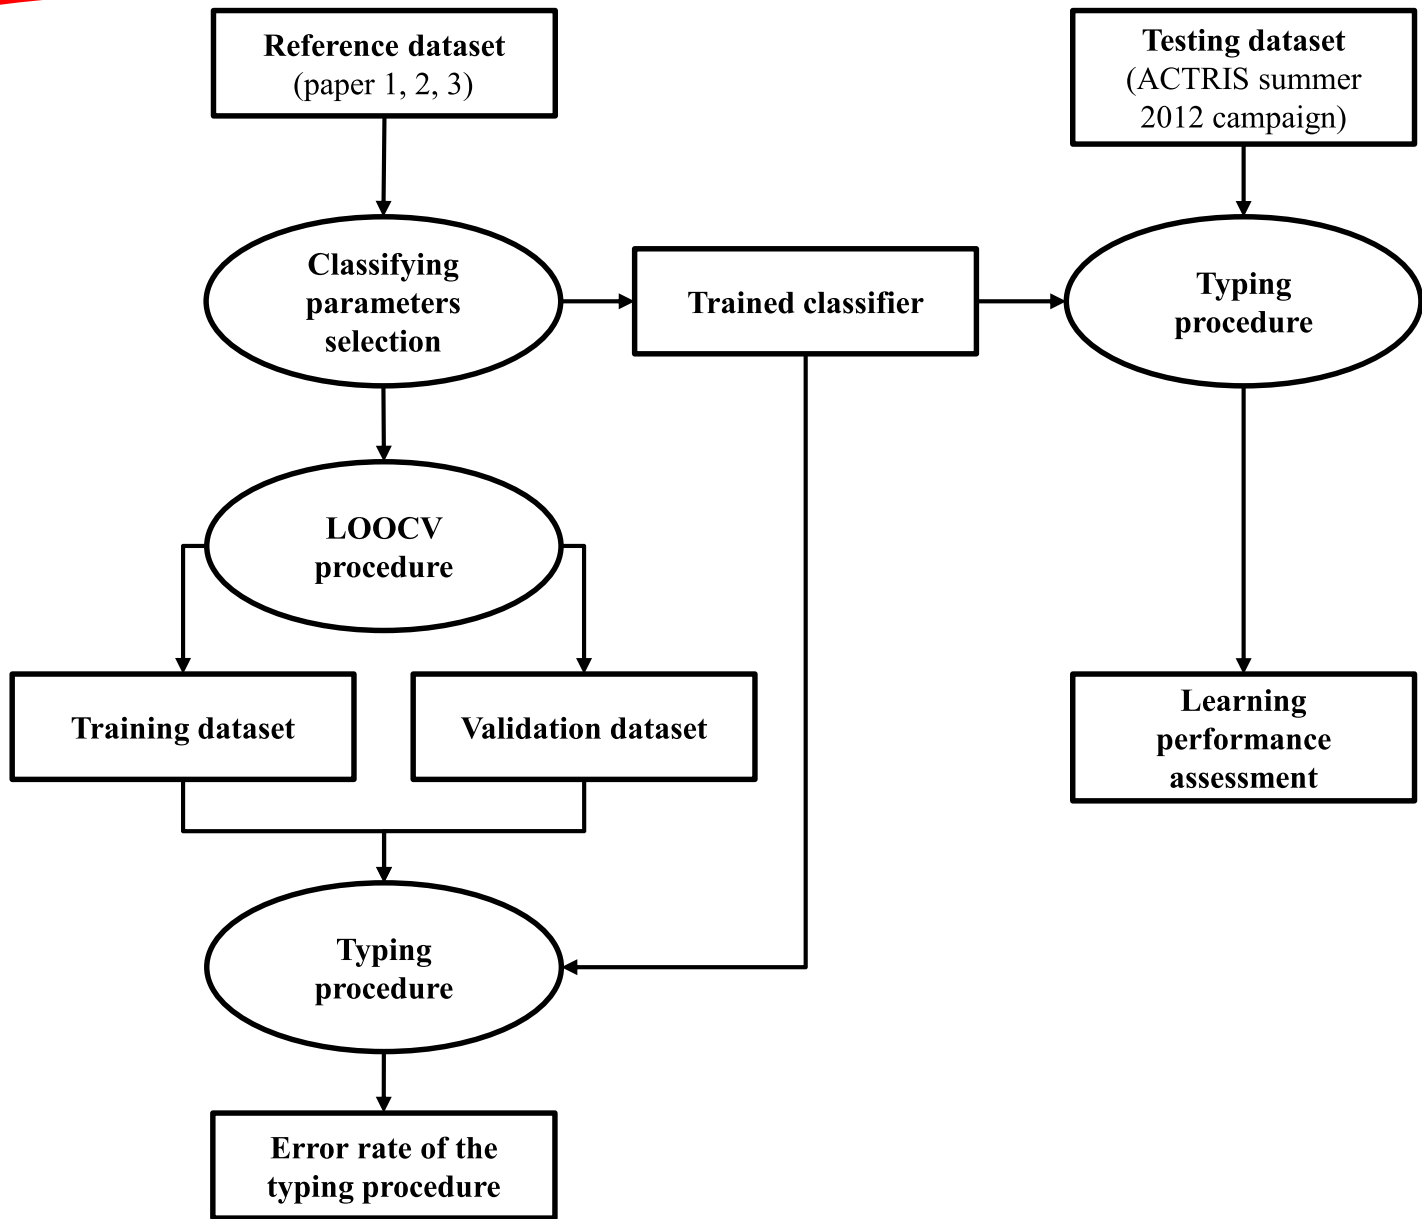 Reference dataset
(paper 1, 2, 3)
Testing dataset
(ACTRIS summer
2012 campaign)
Classifying
parameters
selection
Trained classifier
Typing
procedure
LOOCV
procedure
Training dataset
Validation dataset
Learning
performance
assessment
Typing
procedure
Error rate of the
typing procedure